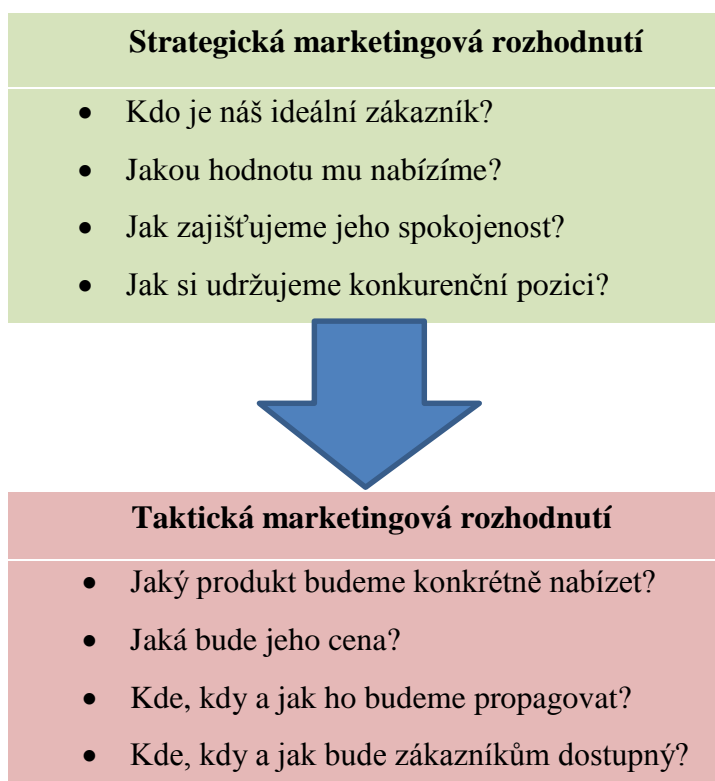 Strategická marketingová rozhodnutí
• Kdo je náš ideální zákazník?
• Jakou hodnotu mu nabízíme?
• Jak zajišťujeme jeho spokojenost?
• Jak si udržujeme konkurenční pozici?
Taktická marketingová rozhodnutí
• Jaký produkt budeme konkrétně nabízet?
• Jaká bude jeho cena?
• Kde, kdy a jak ho budeme propagovat?
• Kde, kdy a jak bude zákazníkům dostupný?